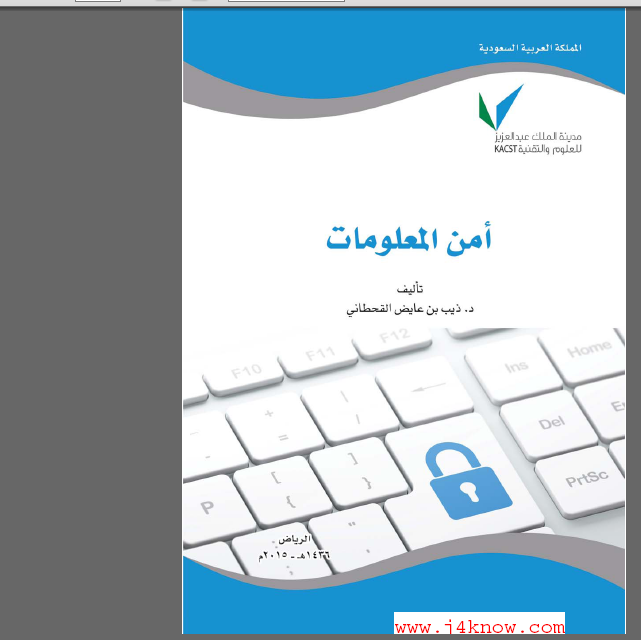 المملكة العربية السعودية
مدينة الملك عبدالعزيز
للعلوم والتقنية KACST
أمن المعلومات
تأليف
د. ذيب بن عايض القحطاني
F10
F11
F12
Ins
Home
Del
PrtSc
+
=
|
/
[
{
]
}
P
"
,
الرياض
١٤٣٦هـ - ٢٠١٥م
www.j4know.com